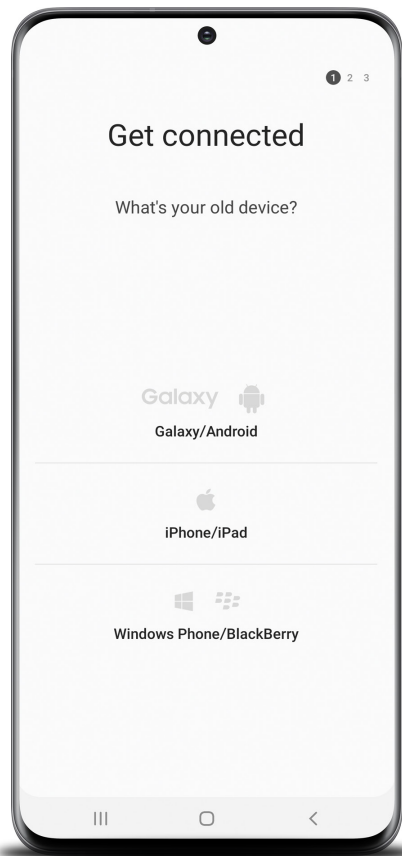 1 2 3
Get connected
What's your old device?
Galaxy
Galaxy/Android
iPhone/iPad
Windows Phone/BlackBerry